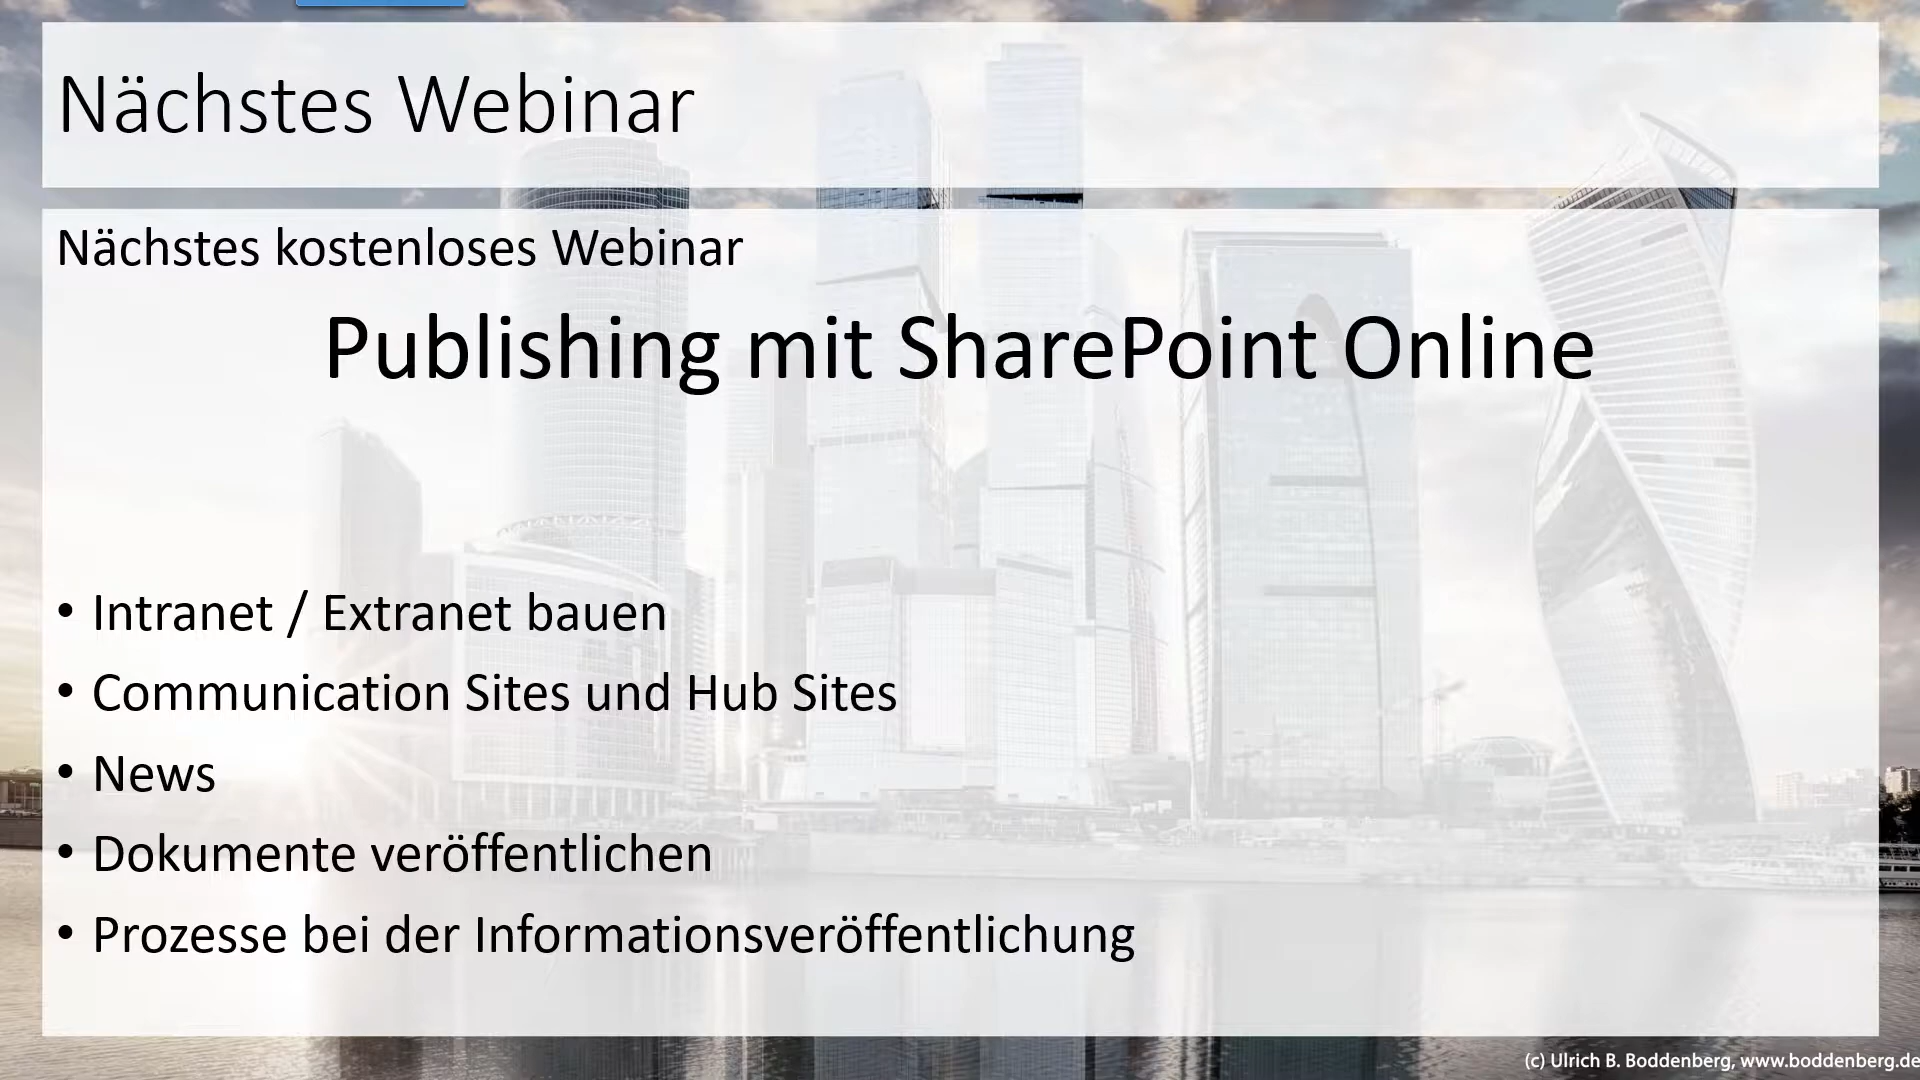 Nächstes Webinar
Nächstes kostenloses Webinar
Publishing mit SharePoint Online
• Intranet / Extranet bauen
• Communication Sites und Hub Sites
• News
• Dokumente veröffentlichen
• Prozesse bei der Informationsveröffentlichung
(c) Ulrich B. Boddenberg, www.boddenberg.de